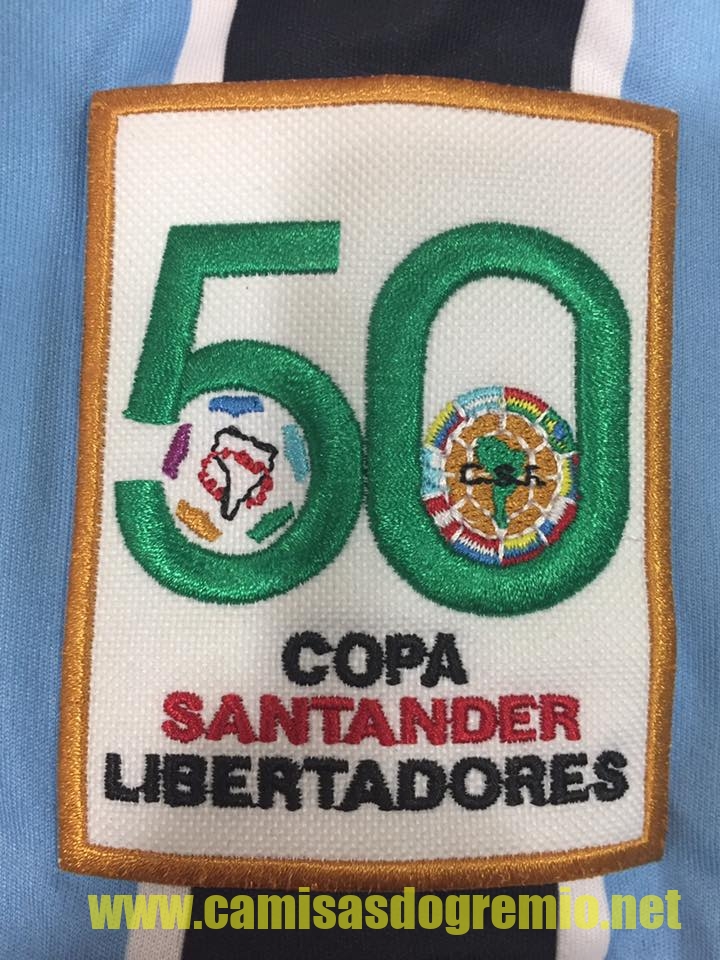 50
C.S.F.
COPA
SANTANDER
LIBERTADORES
www.camisasdogremio.net